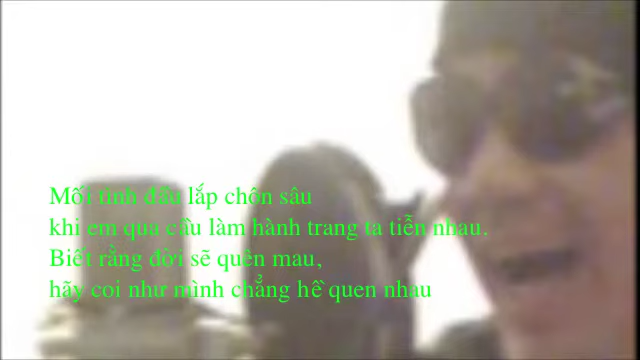 Mối tình đầu lắp chôn sâu
khi em qua cầu làm hành trang ta tiễn nhau.
Biết rằng đời sẽ quèn mau,
hãy coi như mình chẳng hề quen nhau